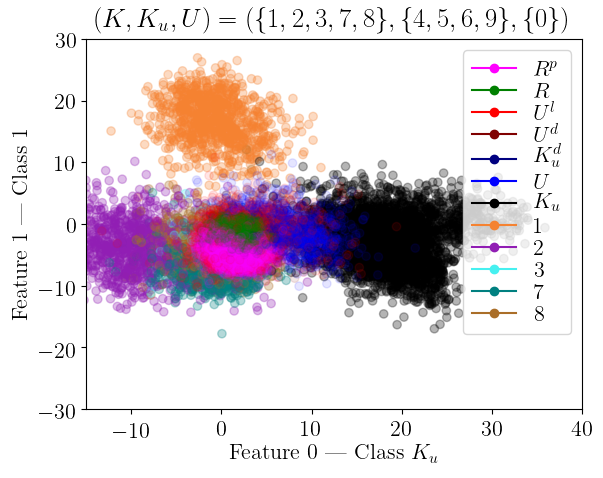 (K, K_u, U) = ({1, 2, 3, 7, 8}, {4, 5, 6, 9}, {0})
30
20
10
0
−10
−20
−30
Feature 1 — Class 1
R^p
R
U^l
U^d
K_u^d
U
K_u
1
2
3
7
8
−10 0 10 20 30 40
Feature 0 — Class K_u